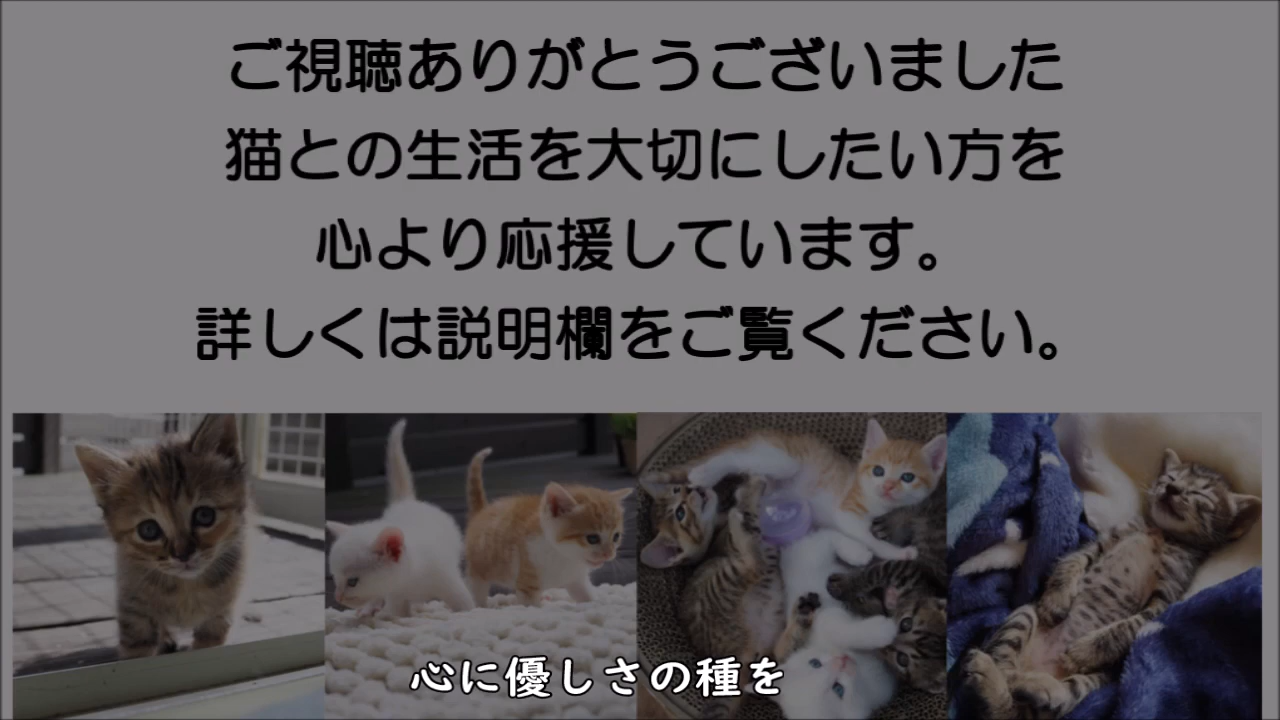 ご視聴ありがとうございました
猫との生活を大切にしたい方を
心より応援しています。
詳しくは説明欄をご覧ください。
心に優しさの種を